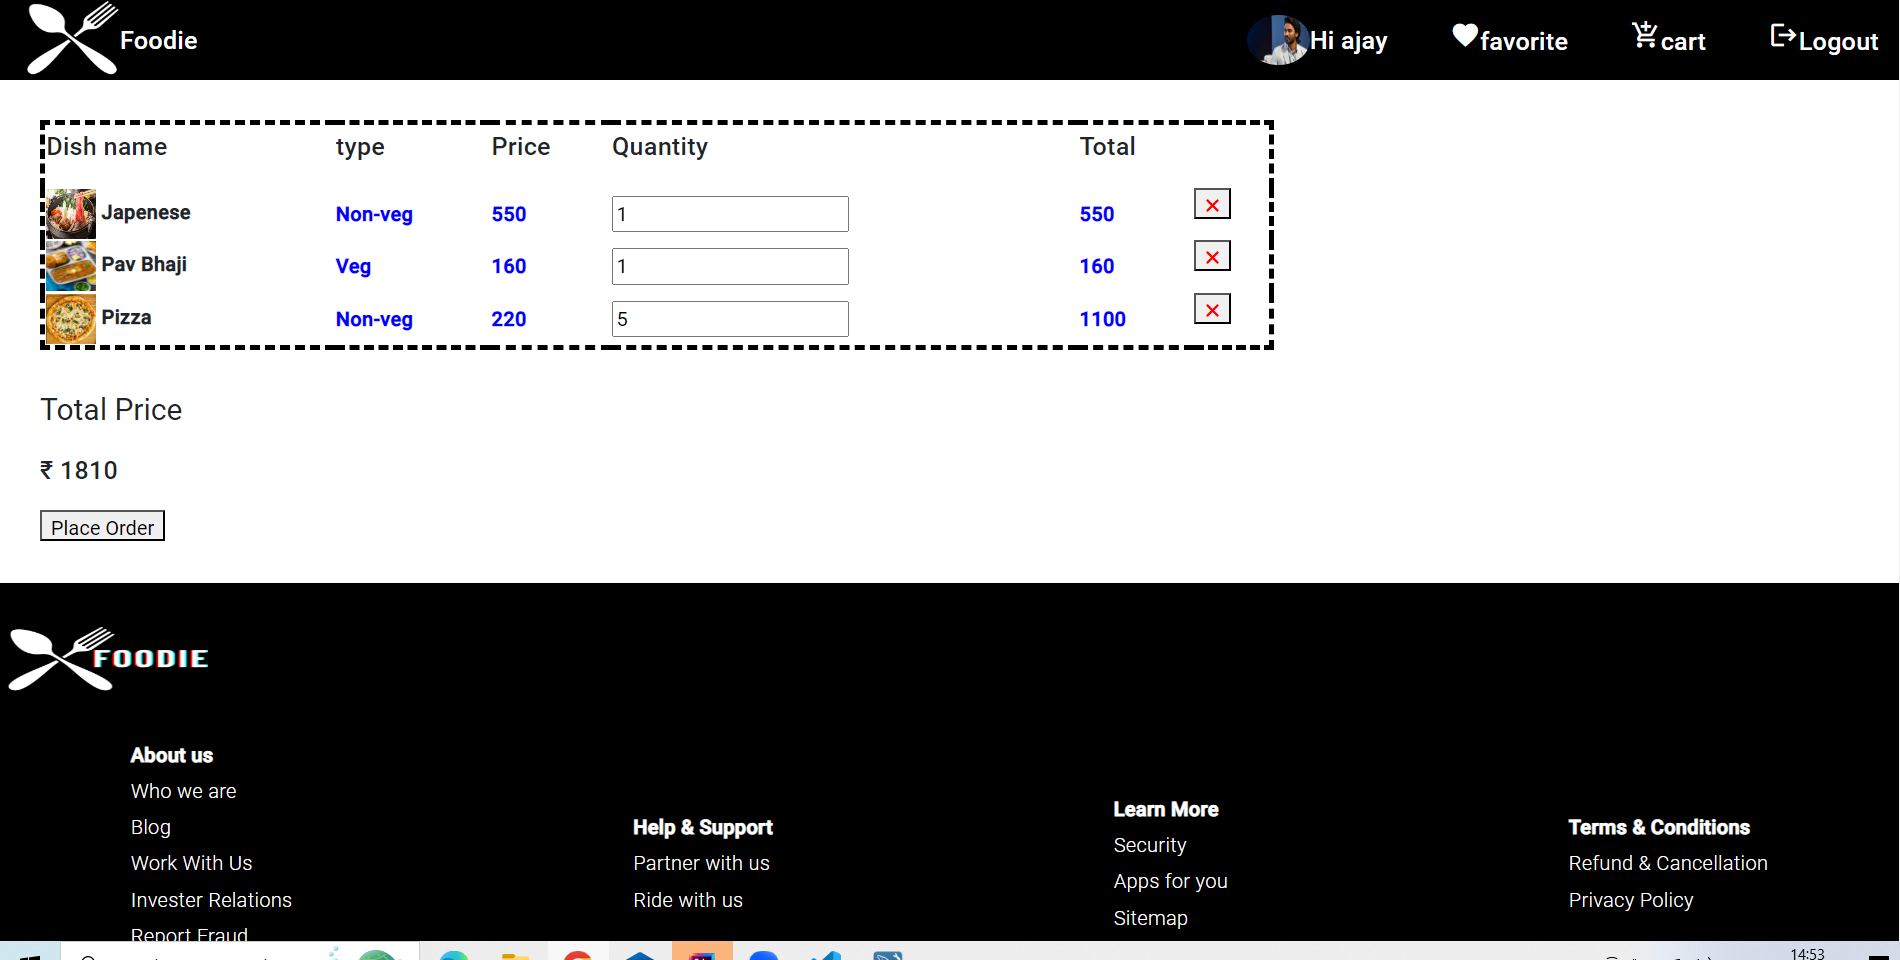 Foodie
Hi ajay
favorite
cart
Logout
Dish name type Price Quantity Total
Japenese Non-veg 550 1 550
Pav Bhaji Veg 160 1 160
Pizza Non-veg 220 5 1100
Total Price
₹ 1810
Place Order
FOODIE
About us
Who we are
Blog
Work With Us
Invester Relations
Report Fraud
Help & Support
Partner with us
Ride with us
Learn More
Security
Apps for you
Sitemap
Terms & Conditions
Refund & Cancellation
Privacy Policy
14:53